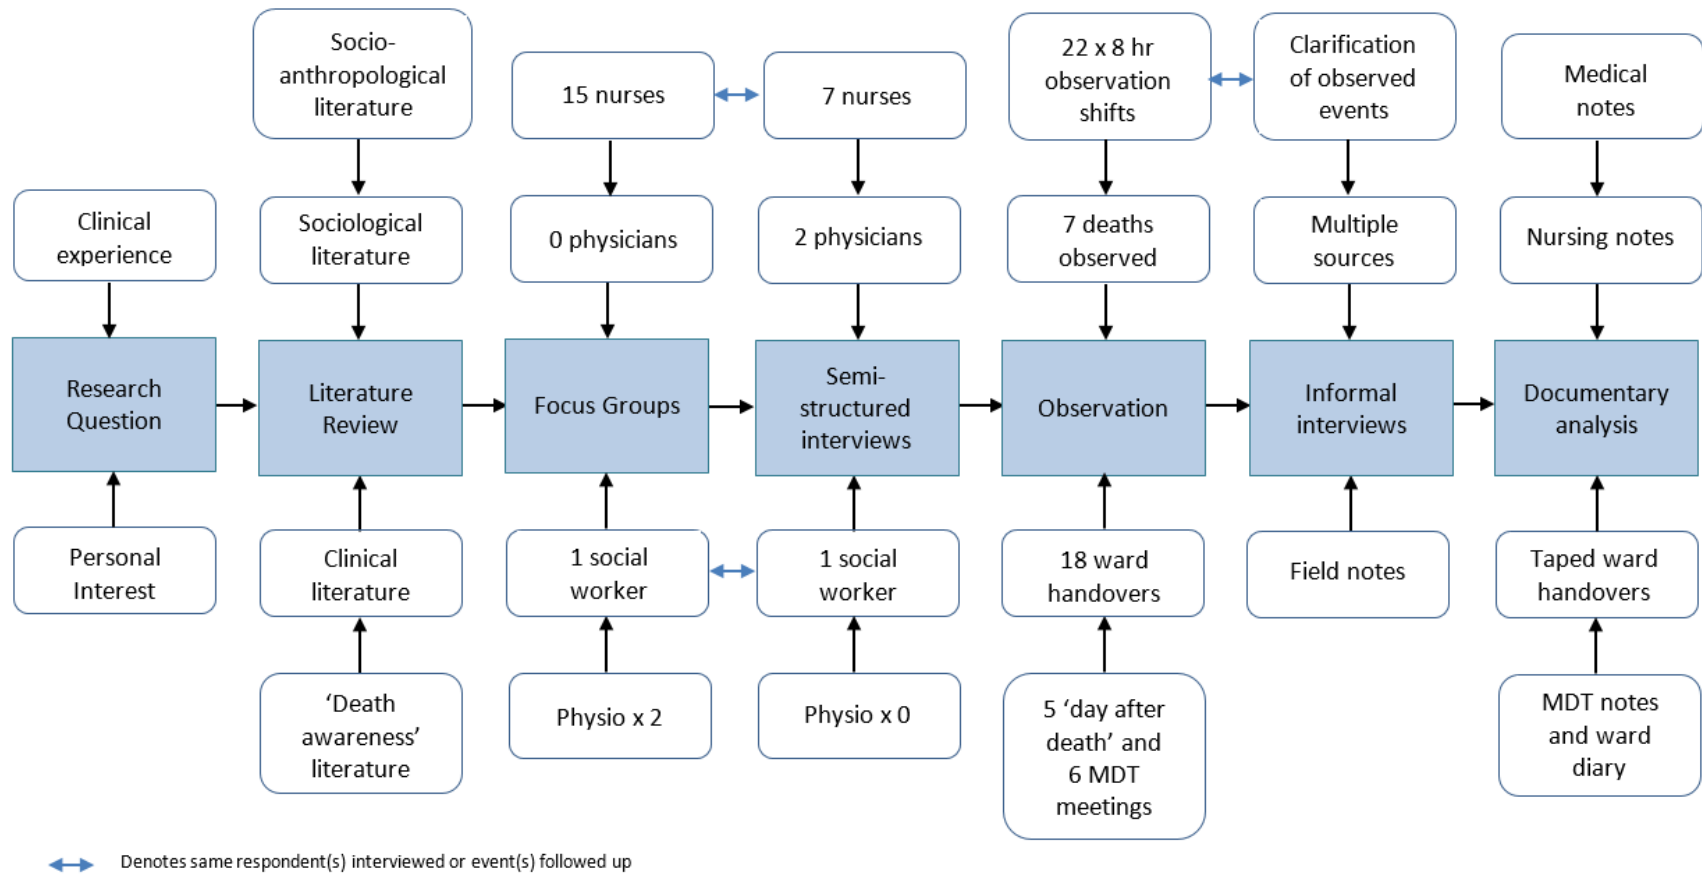 Socio-
anthropological
literature
15 nurses
7 nurses
22 x 8 hr
observation
shifts
Clarification
of observed
events
Medical
notes
Clinical
experience
Sociological
literature
0 physicians
2 physicians
7 deaths
observed
Multiple
sources
Nursing notes
Research
Question
Literature
Review
Focus Groups
Semi-
structured
interviews
Observation
Informal
interviews
Documentary
analysis
Personal
Interest
Clinical
literature
1 social
worker
1 social
worker
18 ward
handovers
Field notes
Taped ward
handovers
‘Death
awareness’
literature
Physio x 2
Physio x 0
5 ‘day after
death’ and
6 MDT
meetings
MDT notes
and ward
diary
Denotes same respondent(s) interviewed or event(s) followed up